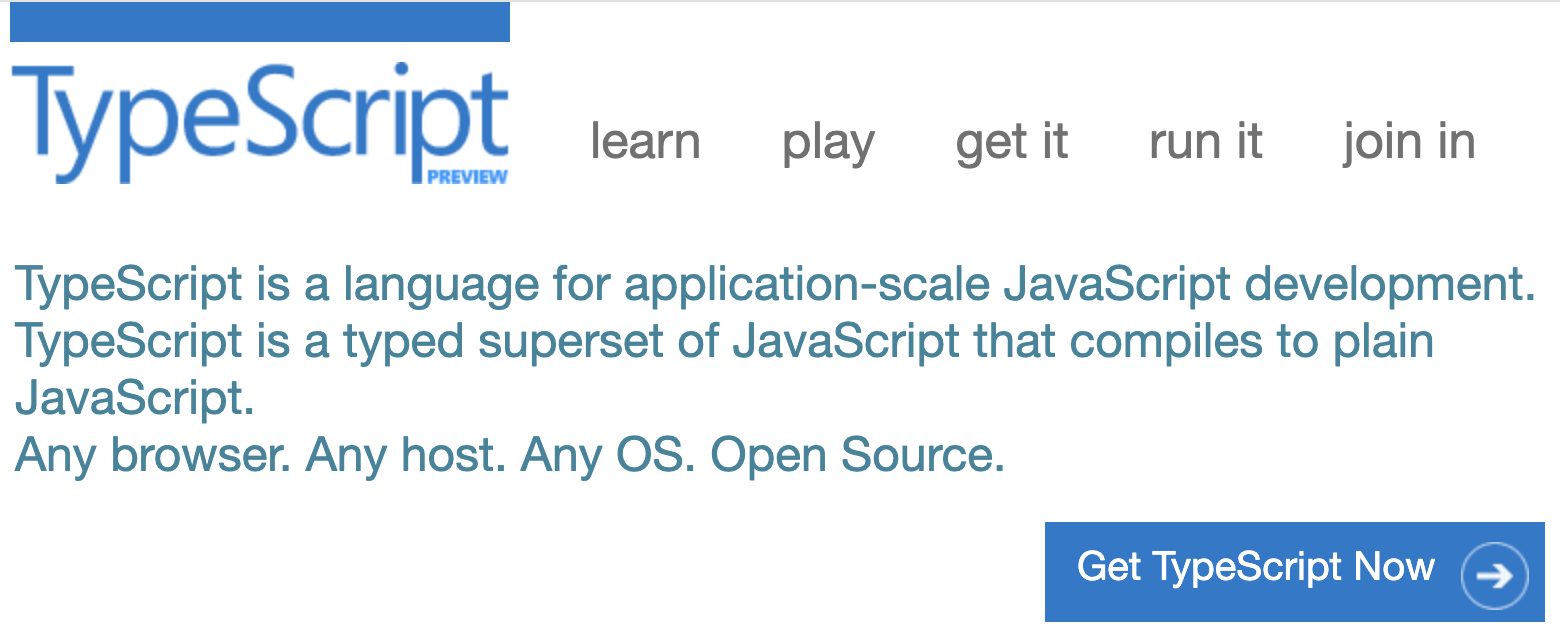 TypeScript
PREVIEW
learn play get it run it join in
TypeScript is a language for application-scale JavaScript development.
TypeScript is a typed superset of JavaScript that compiles to plain
JavaScript.
Any browser. Any host. Any OS. Open Source.
Get TypeScript Now